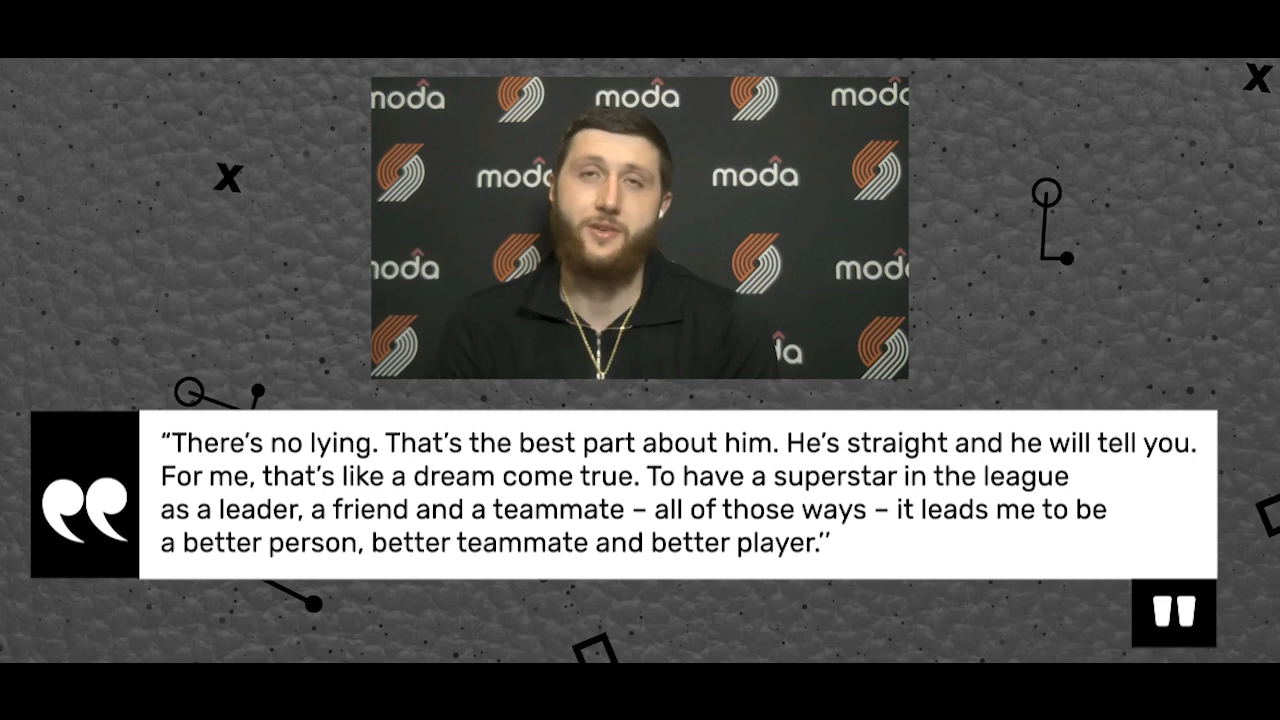 moda
moda
moda
moda
moda
moda
moda
da
“There’s no lying. That’s the best part about him. He’s straight and he will tell you.
For me, that’s like a dream come true. To have a superstar in the league
as a leader, a friend and a teammate – all of those ways – it leads me to be
a better person, better teammate and better player.’’